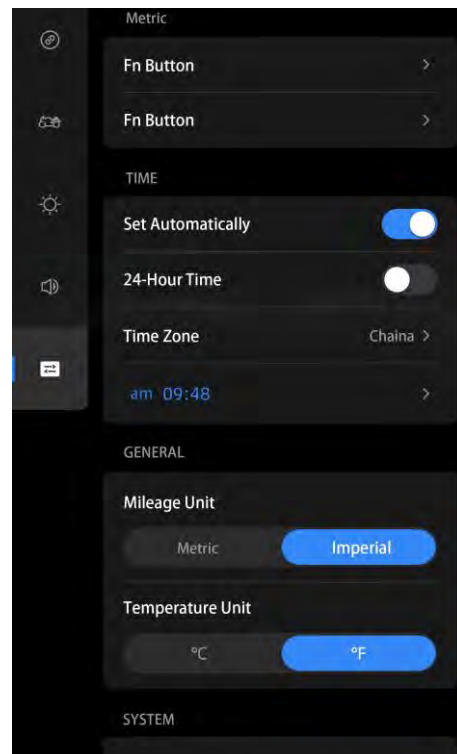 Metric
Fn Button
Fn Button
TIME
Set Automatically
24-Hour Time
Time Zone Chaina
am 09:48
GENERAL
Mileage Unit
Metric Imperial
Temperature Unit
°C °F
SYSTEM